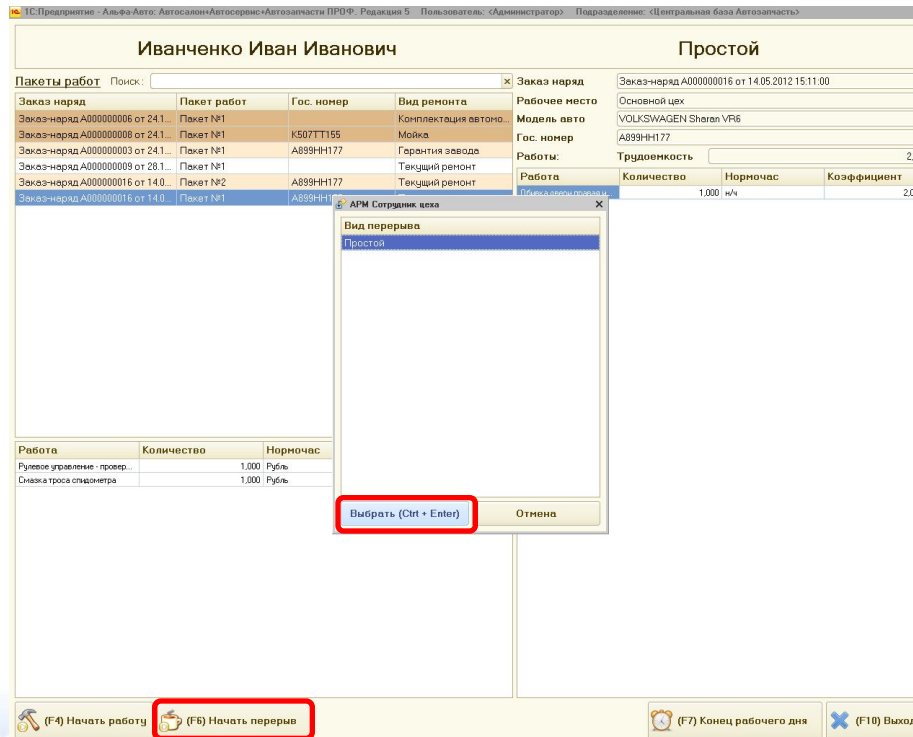 1С:Предприятие - Альфа-Авто: Автосалон+Автосервис+Автозапчасти ПРОФ. Редакция 5 Пользователь: <Администратор> Подразделение: <Центральная база Автозапчасть>
Иванченко Иван Иванович
Простой
Пакеты работ Поиск:
Заказ наряд Пакет работ Гос. номер Вид ремонта
Заказ-наряд А000000006 от 24.1... Пакет №1 Комплектация автомо...
Заказ-наряд А000000008 от 24.1... Пакет №1 К507ТТ155 Мойка
Заказ-наряд А000000003 от 24.1... Пакет №1 А899НН177 Гарантия завода
Заказ-наряд А000000009 от 28.1... Пакет №1 Текущий ремонт
Заказ-наряд А000000016 от 14.0... Пакет №2 А899НН177 Текущий ремонт
Заказ-наряд А000000016 от 14.0... Пакет №1 А899НН1
Заказ наряд Заказ-наряд А000000016 от 14.05.2012 15:11:00
Рабочее место Основной цех
Модель авто VOLKSWAGEN Sharan VR6
Гос. номер А899НН177
Работы: Трудоемкость 2,
Работа Количество Нормочас Коэффициент
Обивка двери правая и... 1,000 н/ч 2,0
АРМ Сотрудник цеха
Вид перерыва
Простой
Выбрать (Ctrl + Enter) Отмена
Работа Количество Нормочас
Рулевое управление - провер... 1,000 Рубль
Смазка троса спидометра 1,000 Рубль
(F4) Начать работу (F6) Начать перерыв (F7) Конец рабочего дня (F10) Выход